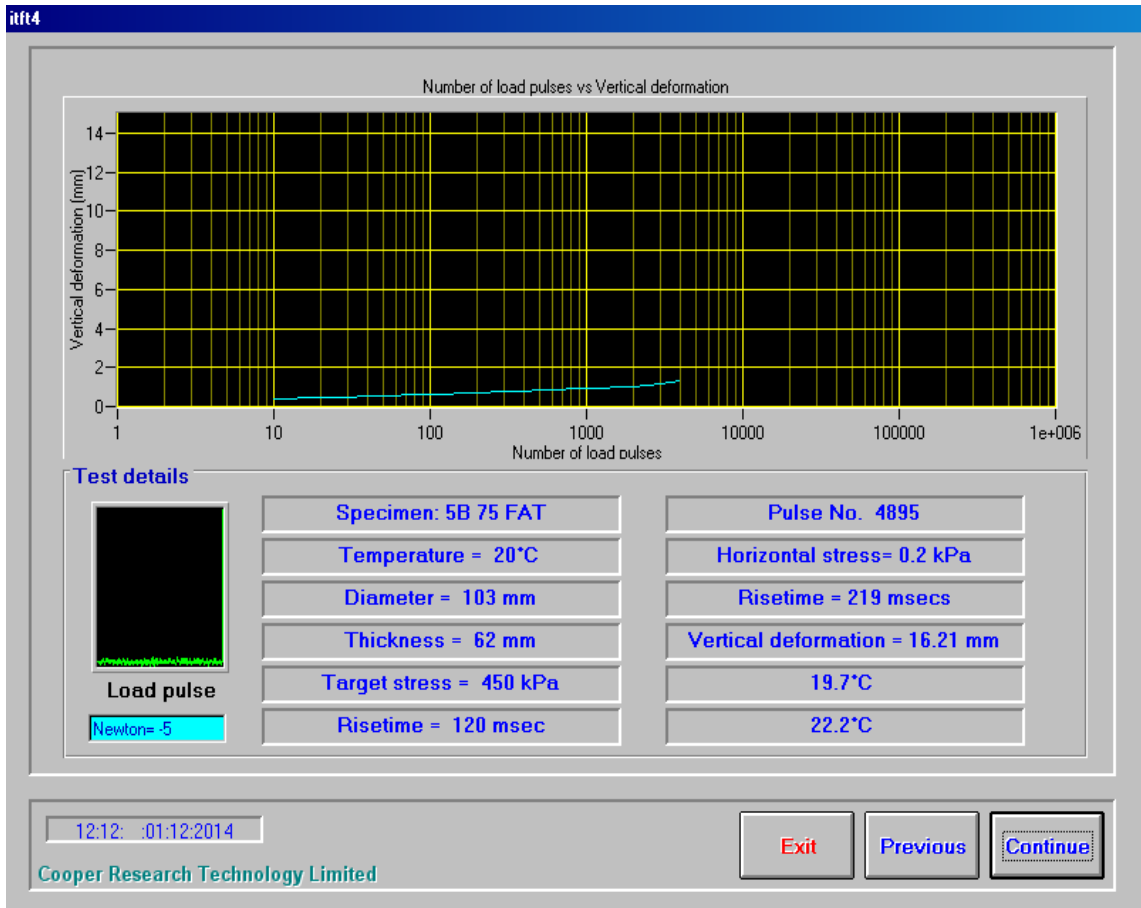 itft4
Number of load pulses vs Vertical deformation
Vertical deformation (mm)
14
12
10
8
6
4
2
0
1 10 100 1000 10000 100000 1e+006
Number of load pulses
Test details
Load pulse
Newton= -5
Specimen: 5B 75 FAT
Temperature = 20°C
Diameter = 103 mm
Thickness = 62 mm
Target stress = 450 kPa
Risetime = 120 msec
Pulse No. 4895
Horizontal stress= 0.2 kPa
Risetime = 219 msecs
Vertical deformation = 16.21 mm
19.7°C
22.2°C
12:12: :01:12:2014
Exit Previous Continue
Cooper Research Technology Limited